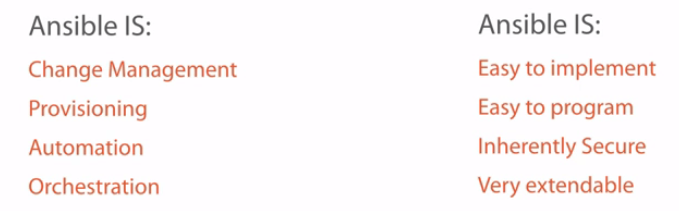 Ansible IS:
Change Management
Provisioning
Automation
Orchestration
Ansible IS:
Easy to implement
Easy to program
Inherently Secure
Very extendable